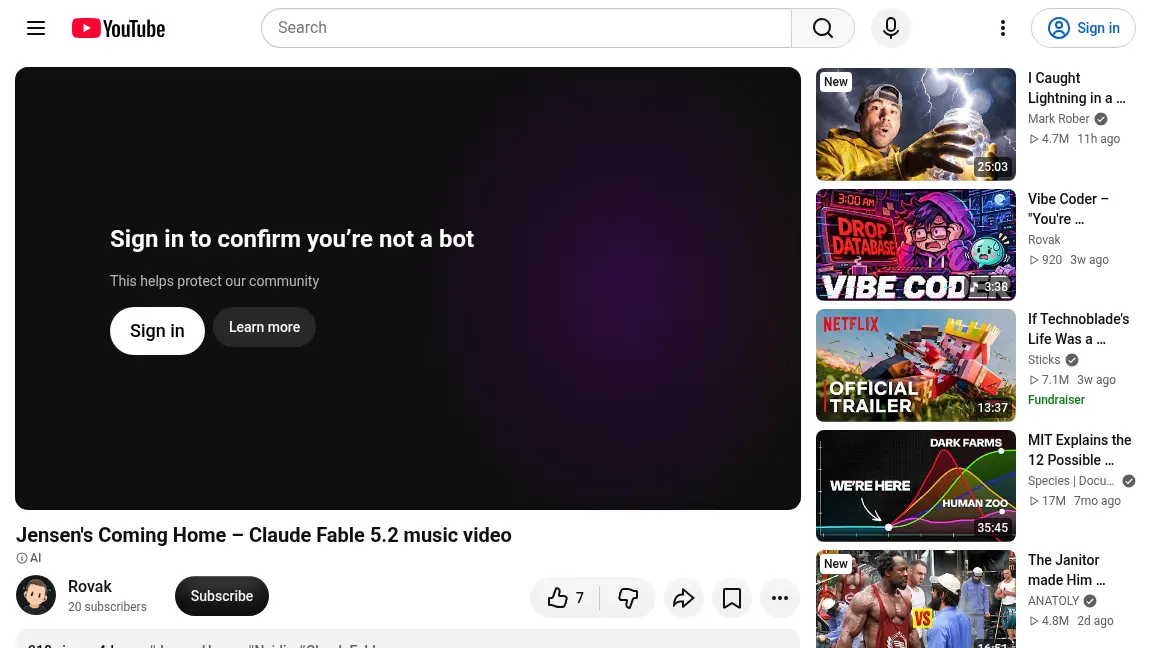 YouTube
Search
Sign in
Sign in to confirm you're not a bot
This helps protect our community
Sign in
Learn more
Jensen's Coming Home – Claude Fable 5.2 music video
AI
Rovak
20 subscribers
Subscribe
7
New
25:03
I Caught
Lightning in a ...
Mark Rober
4.7M 11h ago
3:00 AM
DROP
DATABASE
VIBE CODER
3:38
Vibe Coder –
"You're ...
Rovak
920 3w ago
NETFLIX
OFFICIAL
TRAILER
13:37
If Technoblade's
Life Was a ...
Sticks
7.1M 3w ago
Fundraiser
DARK FARMS
WE'RE HERE
HUMAN ZOO
35:45
MIT Explains the
12 Possible ...
Species | Docu...
17M 7mo ago
New
VS
The Janitor
made Him ...
ANATOLY
4.8M 2d ago